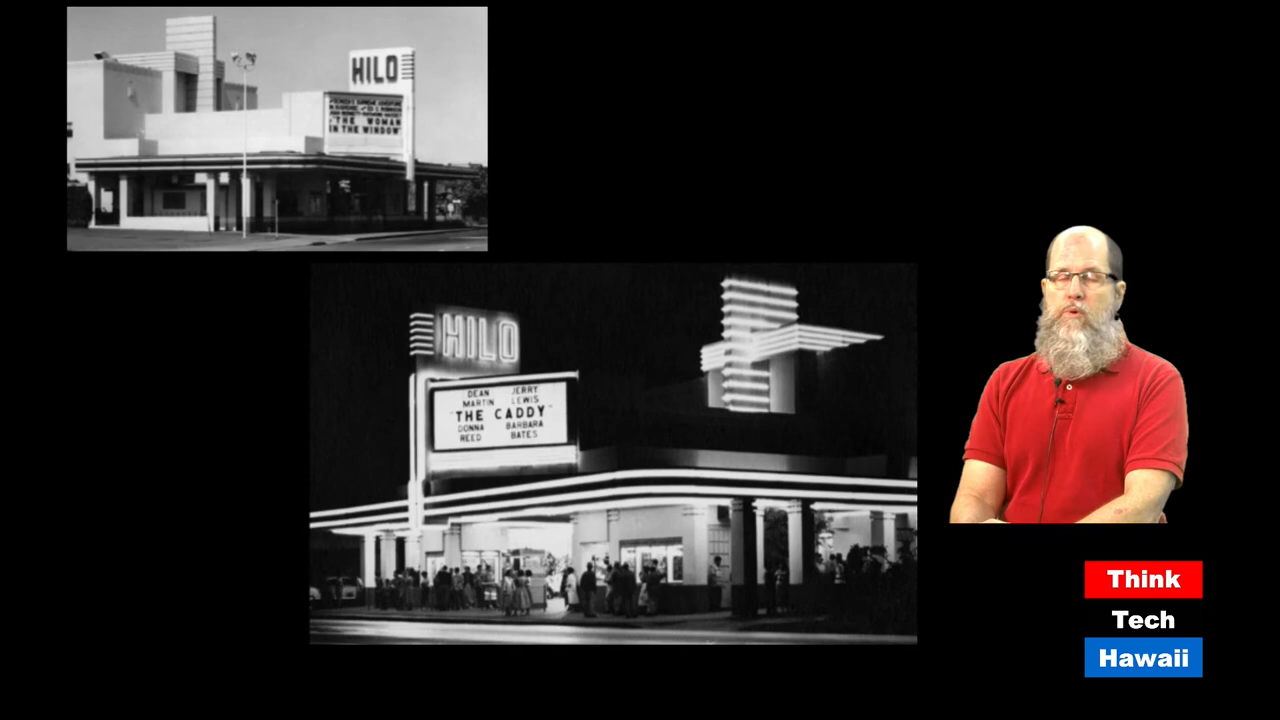 HILO
"THE WOMAN
IN THE WINDOW"
HILO
DEAN JERRY
MARTIN LEWIS
"THE CADDY"
DONNA BARBARA
REED BATES
Think
Tech
Hawaii